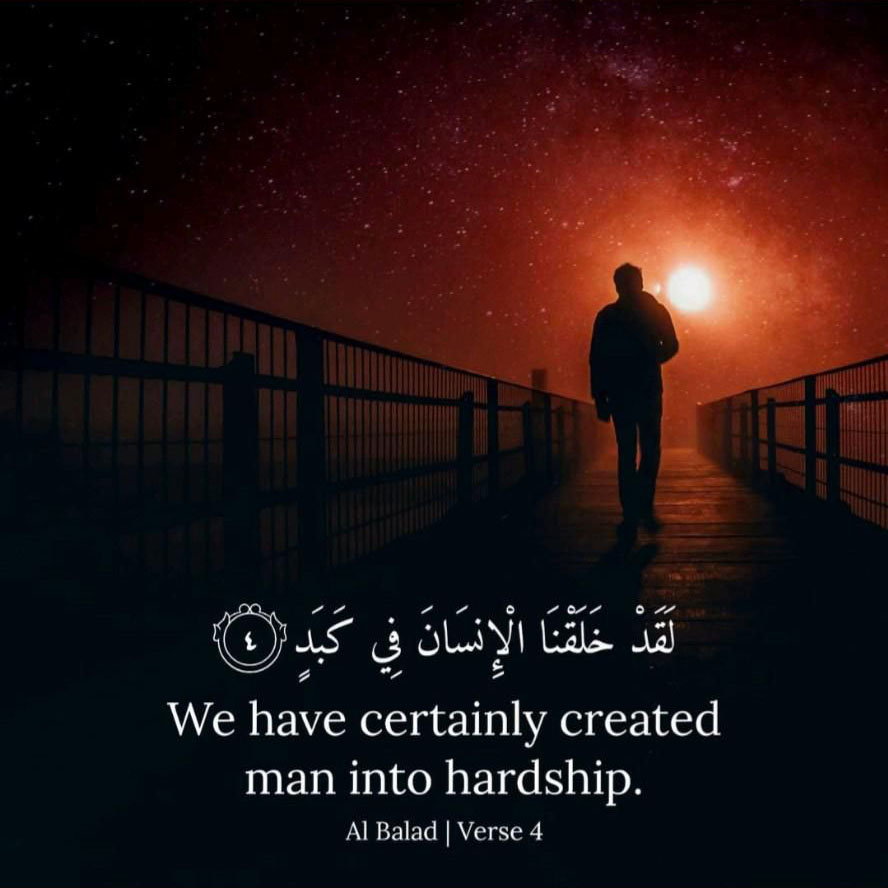 لَقَدْ خَلَقْنَا الْإِنسَانَ فِي كَبَدٍ ٤
We have certainly created
man into hardship.
Al Balad | Verse 4